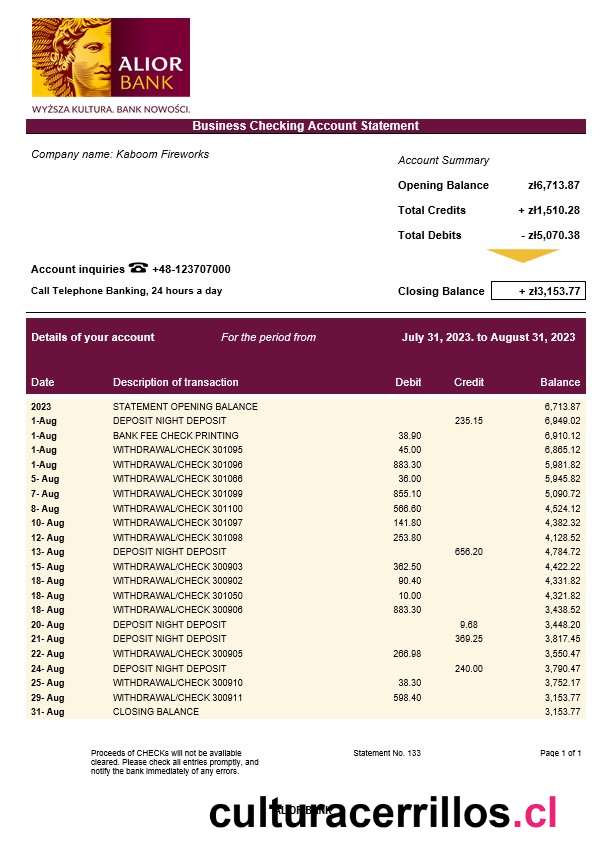 ALIOR
BANK
WYŻSZA KULTURA. BANK NOWOŚCI.
Business Checking Account Statement
Company name: Kaboom Fireworks
Account Summary
Opening Balance zł6,713.87
Total Credits + zł1,510.28
Total Debits - zł5,070.38
Account inquiries ☎ +48-123707000
Call Telephone Banking, 24 hours a day
Closing Balance + zł3,153.77
Details of your account For the period from July 31, 2023. to August 31, 2023
Date Description of transaction Debit Credit Balance
2023 STATEMENT OPENING BALANCE 6,713.87
1-Aug DEPOSIT NIGHT DEPOSIT 235.15 6,949.02
1-Aug BANK FEE CHECK PRINTING 38.90 6,910.12
1-Aug WITHDRAWAL/CHECK 301095 45.00 6,865.12
1-Aug WITHDRAWAL/CHECK 301096 883.30 5,981.82
5- Aug WITHDRAWAL/CHECK 301066 36.00 5,945.82
7- Aug WITHDRAWAL/CHECK 301099 855.10 5,090.72
8- Aug WITHDRAWAL/CHECK 301100 566.60 4,524.12
10- Aug WITHDRAWAL/CHECK 301097 141.80 4,382.32
12- Aug WITHDRAWAL/CHECK 301098 253.80 4,128.52
13- Aug DEPOSIT NIGHT DEPOSIT 656.20 4,784.72
15- Aug WITHDRAWAL/CHECK 300903 362.50 4,422.22
18- Aug WITHDRAWAL/CHECK 300902 90.40 4,331.82
18- Aug WITHDRAWAL/CHECK 301050 10.00 4,321.82
18- Aug WITHDRAWAL/CHECK 300906 883.30 3,438.52
20- Aug DEPOSIT NIGHT DEPOSIT 9.68 3,448.20
21- Aug DEPOSIT NIGHT DEPOSIT 369.25 3,817.45
22- Aug WITHDRAWAL/CHECK 300905 266.98 3,550.47
24- Aug DEPOSIT NIGHT DEPOSIT 240.00 3,790.47
25- Aug WITHDRAWAL/CHECK 300910 38.30 3,752.17
29- Aug WITHDRAWAL/CHECK 300911 598.40 3,153.77
31- Aug CLOSING BALANCE 3,153.77
Proceeds of CHECKs will not be available
cleared. Please check all entries promptly, and
notify the bank immediately of any errors.
Statement No. 133
Page 1 of 1
ALIOR BANK
culturacerrillos.cl